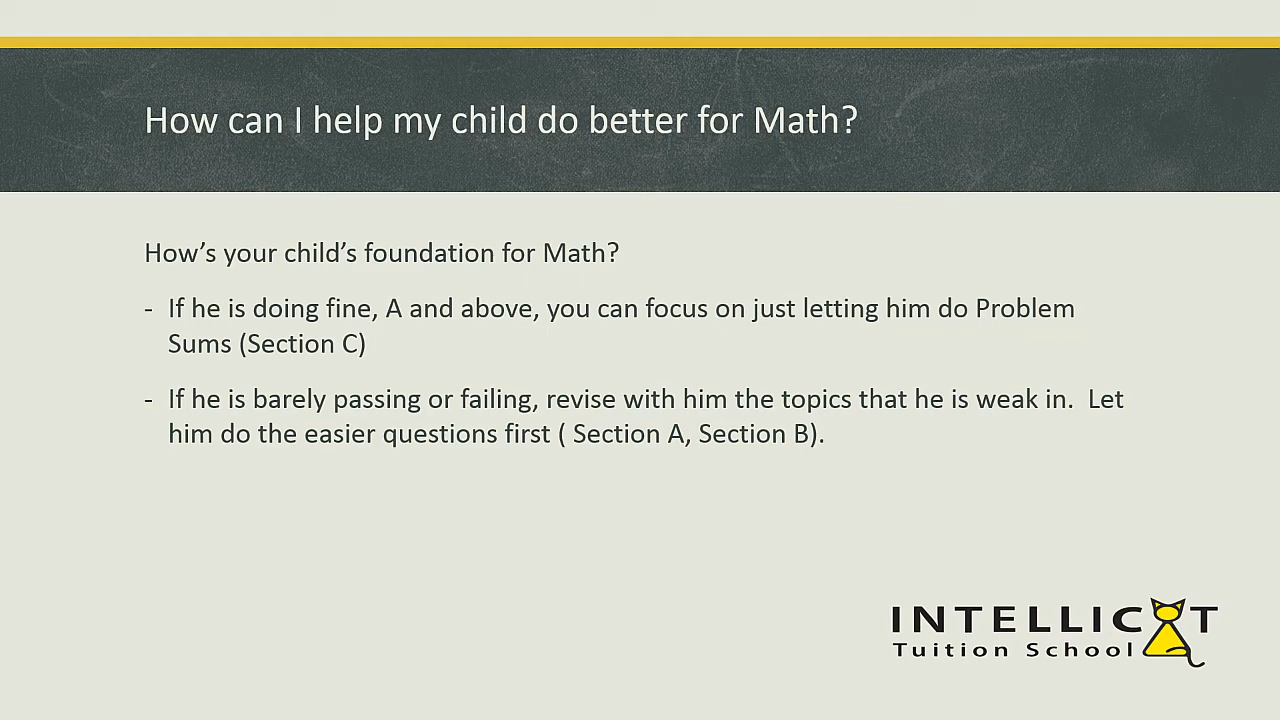 How can I help my child do better for Math?
How's your child's foundation for Math?
- If he is doing fine, A and above, you can focus on just letting him do Problem
Sums (Section C)
- If he is barely passing or failing, revise with him the topics that he is weak in.  Let
him do the easier questions first ( Section A, Section B).
INTELLICAT
Tuition School